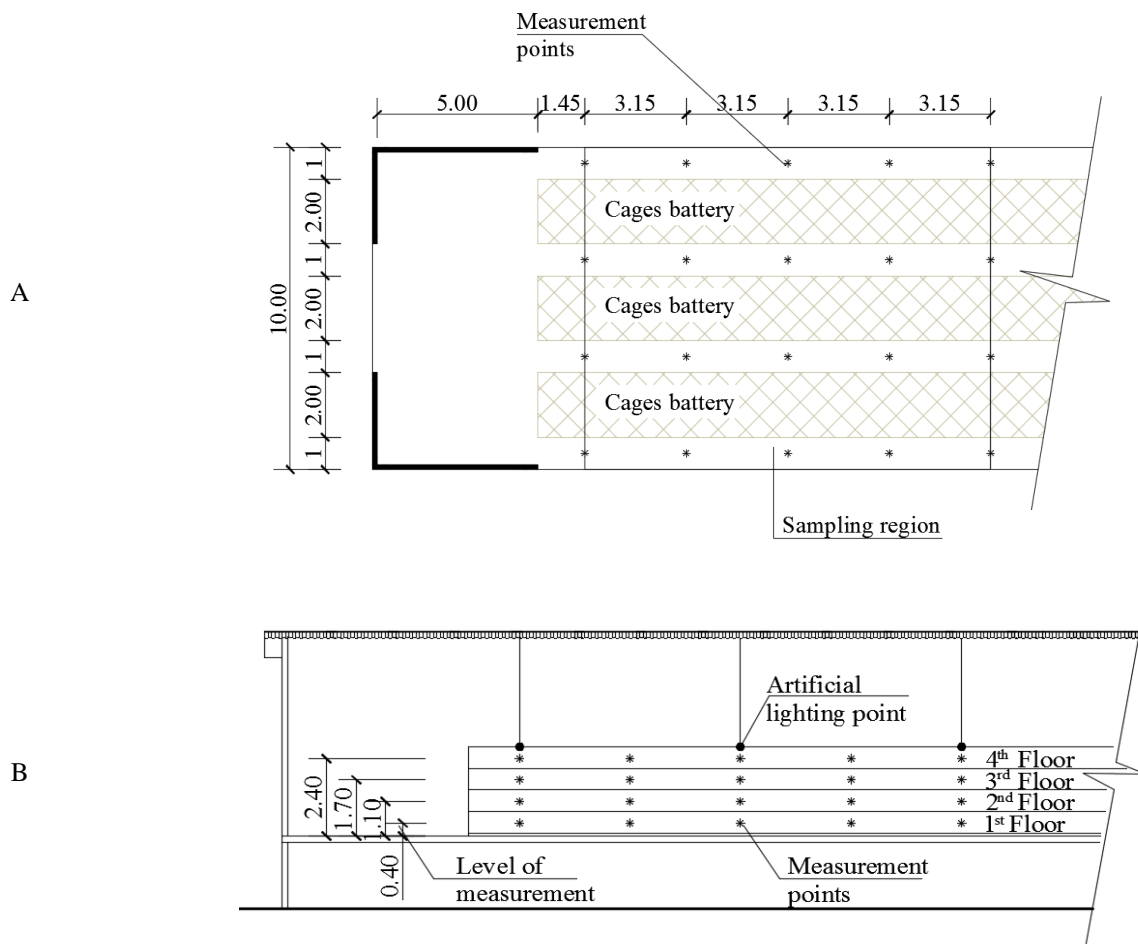 Measurement
points
5.00 1.45 3.15 3.15 3.15 3.15
A
10.00
1
2.00
1
2.00
1
2.00
1
Cages battery
Cages battery
Cages battery
Sampling region
B
Artificial
lighting point
4th Floor
3rd Floor
2nd Floor
1st Floor
2.40
1.70
1.10
0.40
Level of
measurement
Measurement
points